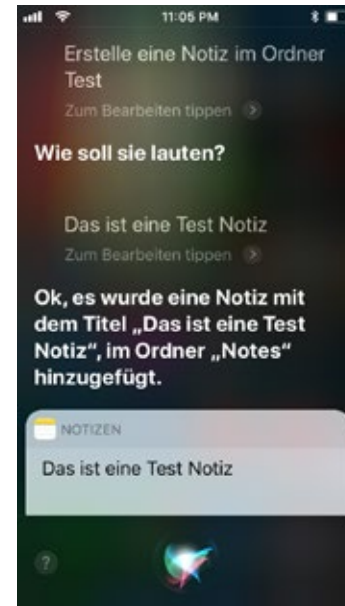 11:05 PM
Erstelle eine Notiz im Ordner
Test
Zum Bearbeiten tippen
Wie soll sie lauten?
Das ist eine Test Notiz
Zum Bearbeiten tippen
Ok, es wurde eine Notiz mit
dem Titel „Das ist eine Test
Notiz“, im Ordner „Notes“
hinzugefügt.
NOTIZEN
Das ist eine Test Notiz
?